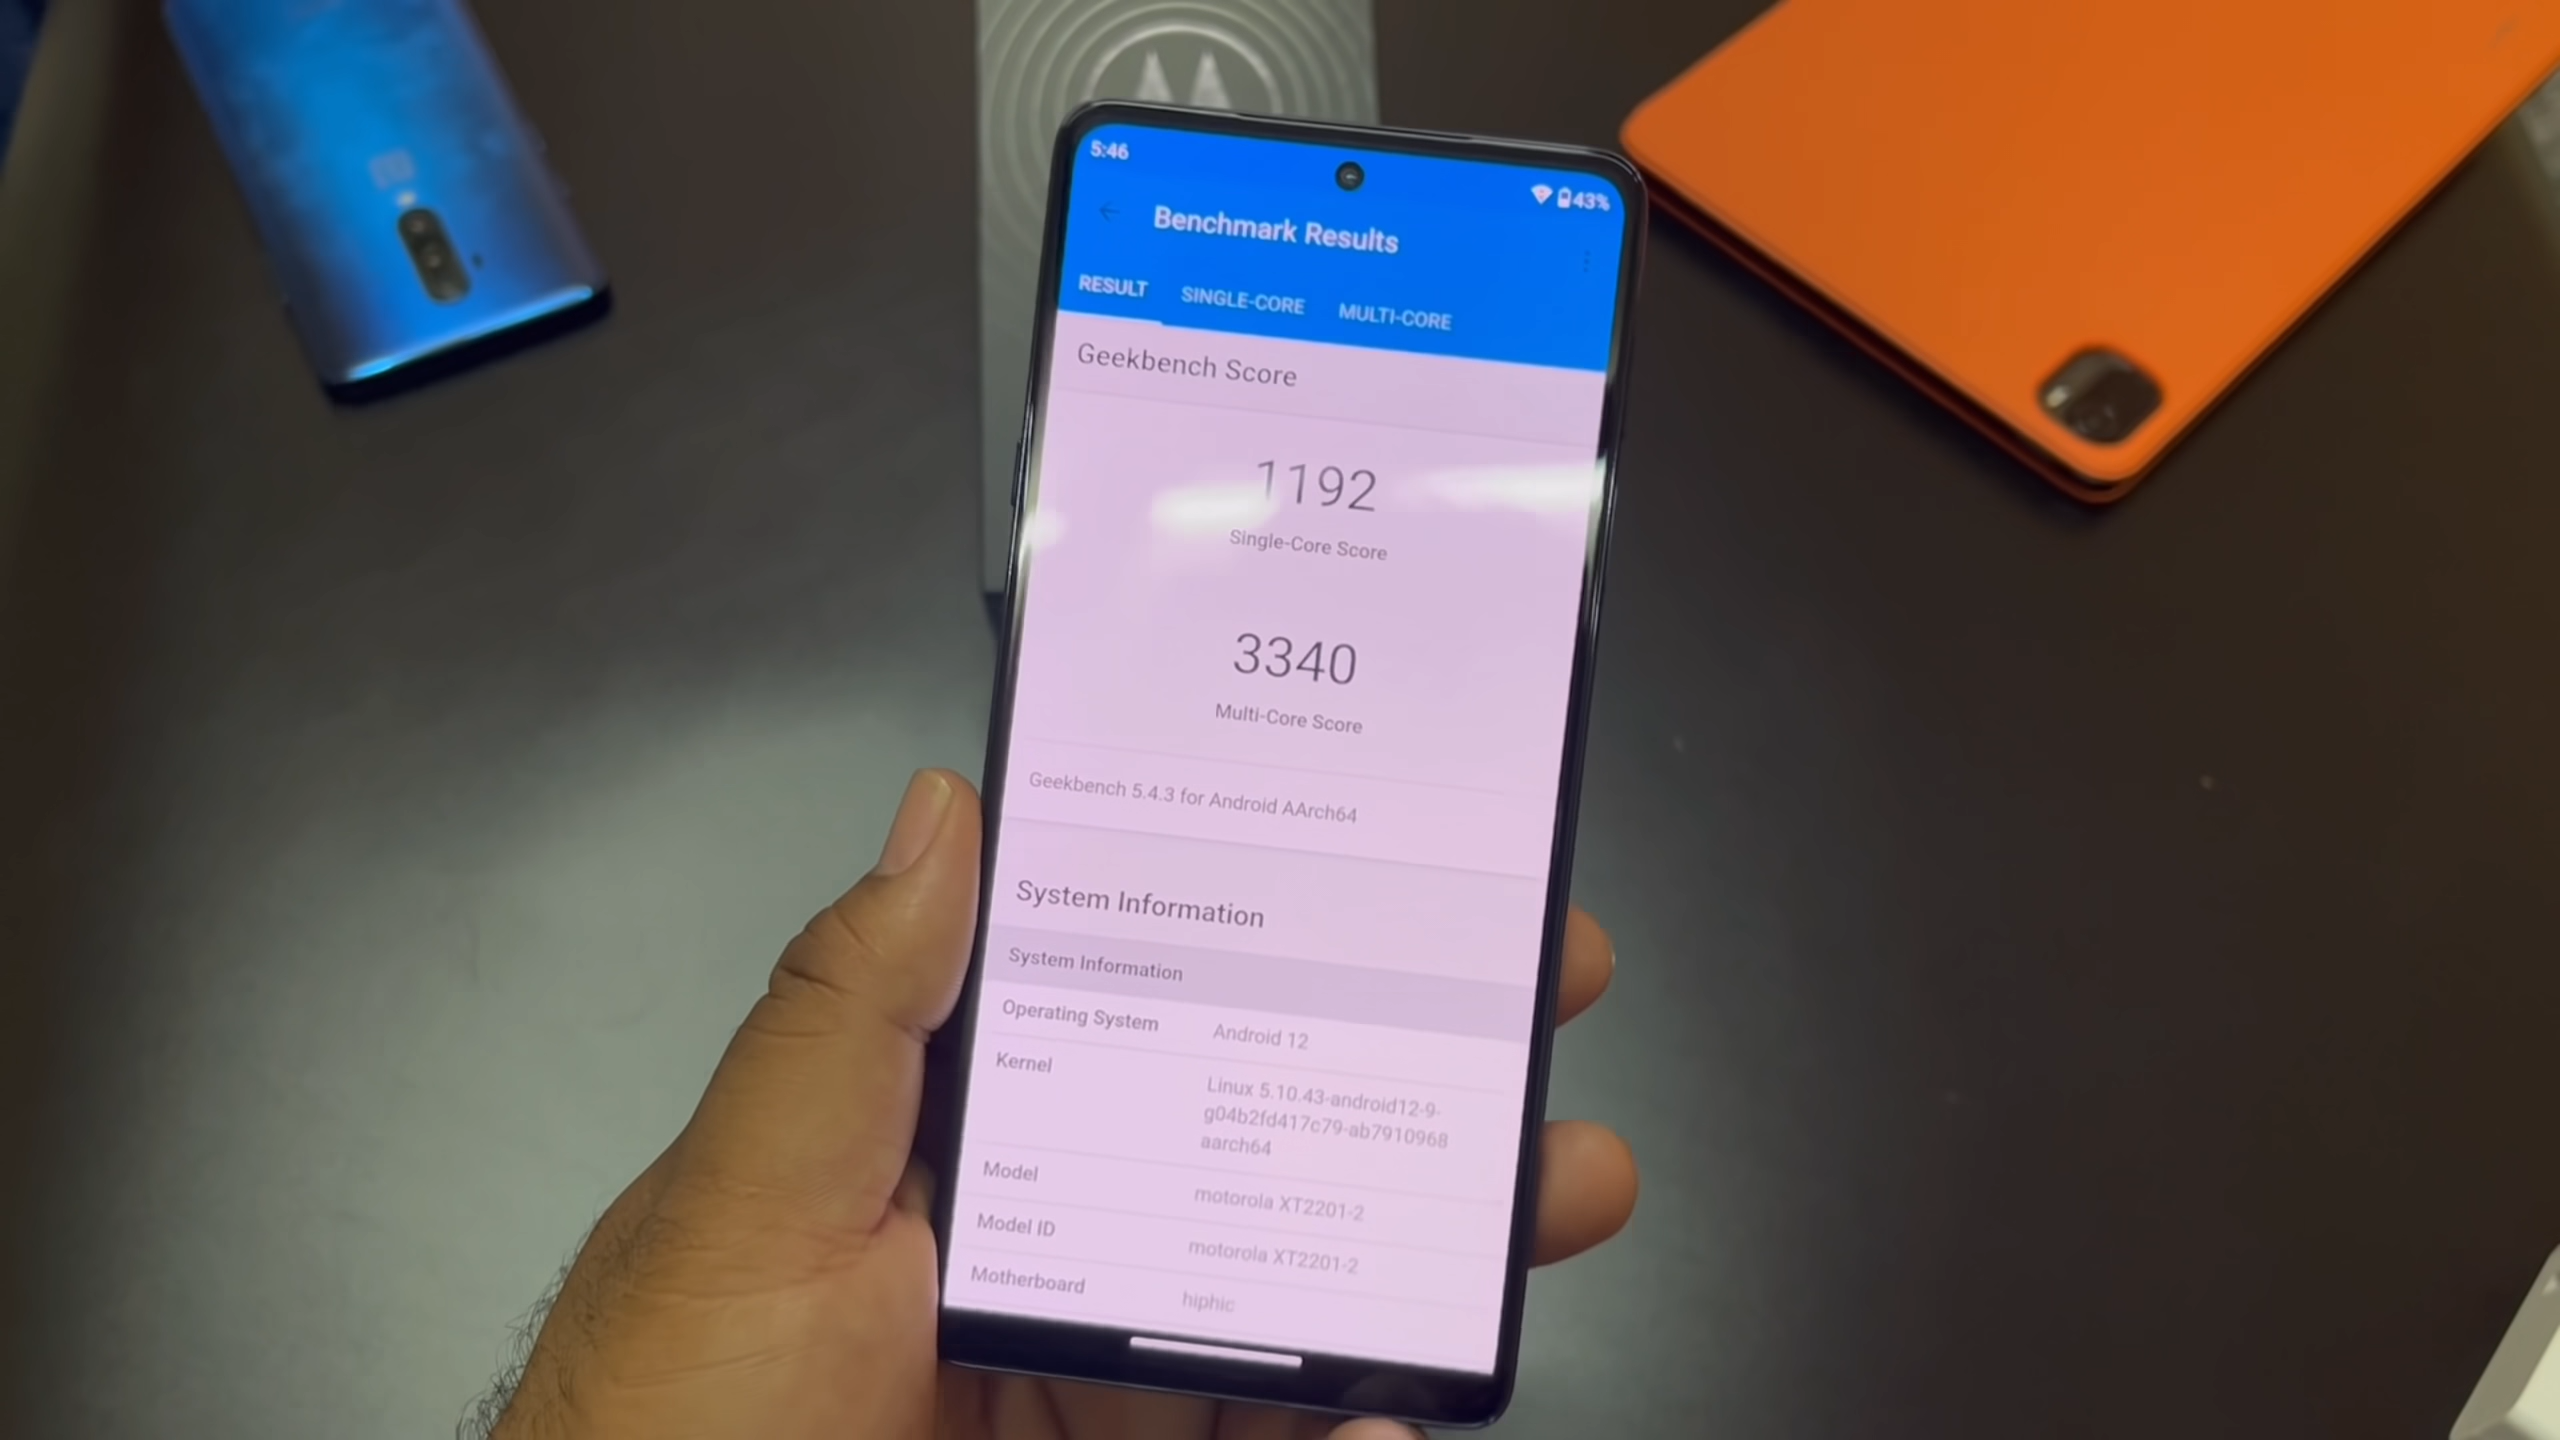 5:46
43%
Benchmark Results
RESULT SINGLE-CORE MULTI-CORE
Geekbench Score
1192
Single-Core Score
3340
Multi-Core Score
Geekbench 5.4.3 for Android AArch64
System Information
System Information
Operating System Android 12
Kernel Linux 5.10.43-android12-9-
g04b2fd417c79-ab7910968
aarch64
Model motorola XT2201-2
Model ID motorola XT2201-2
Motherboard hiphic